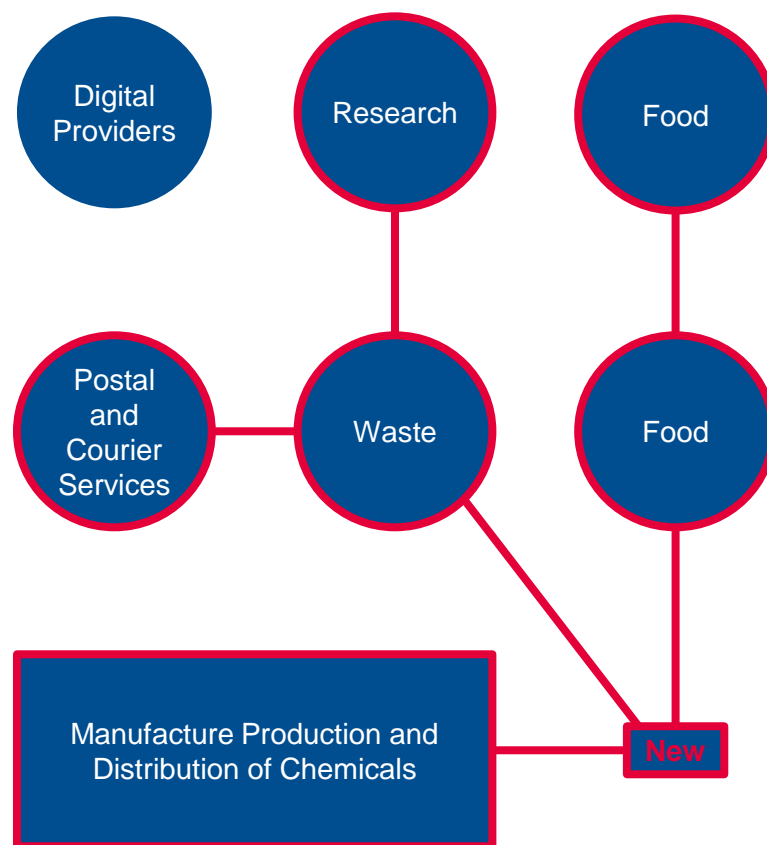 Digital
Providers
Research
Food
Postal
and
Courier
Services
Waste
Food
Manufacture Production and
Distribution of Chemicals
New